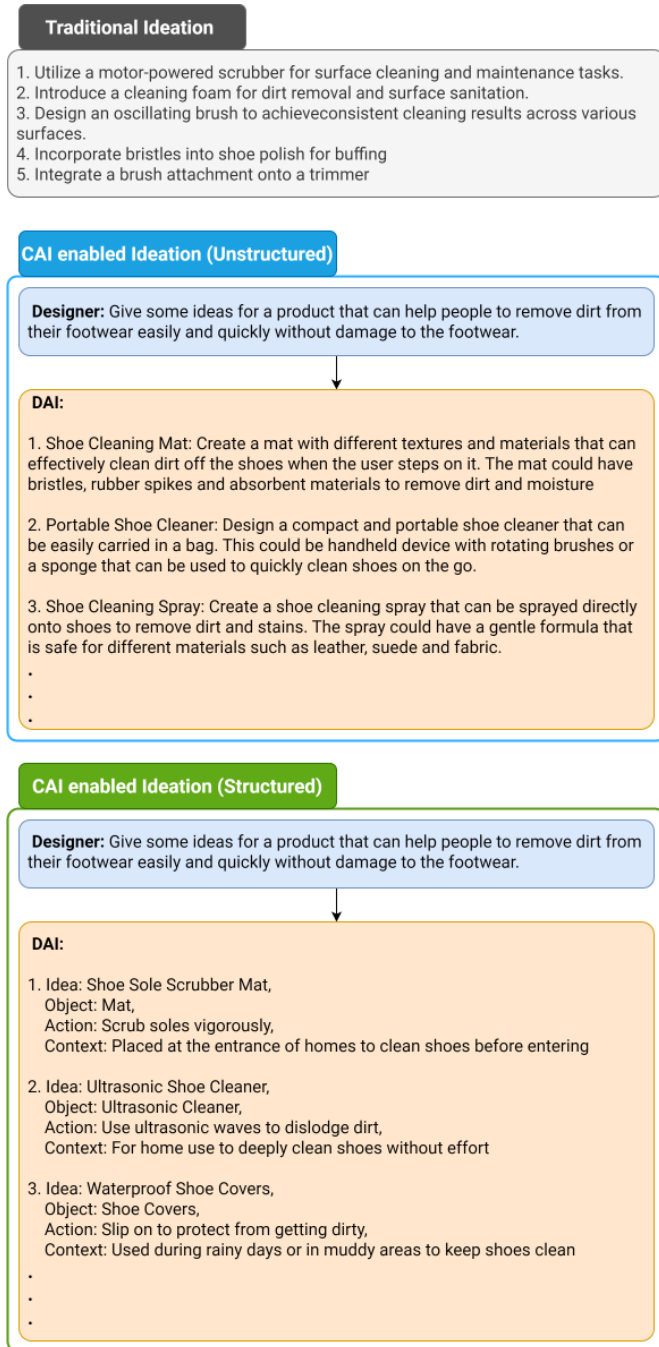 Traditional Ideation
1. Utilize a motor-powered scrubber for surface cleaning and maintenance tasks.
2. Introduce a cleaning foam for dirt removal and surface sanitation.
3. Design an oscillating brush to achieveconsistent cleaning results across various
surfaces.
4. Incorporate bristles into shoe polish for buffing
5. Integrate a brush attachment onto a trimmer
CAI enabled Ideation (Unstructured)
Designer: Give some ideas for a product that can help people to remove dirt from
their footwear easily and quickly without damage to the footwear.
DAI:
1. Shoe Cleaning Mat: Create a mat with different textures and materials that can
effectively clean dirt off the shoes when the user steps on it. The mat could have
bristles, rubber spikes and absorbent materials to remove dirt and moisture
2. Portable Shoe Cleaner: Design a compact and portable shoe cleaner that can
be easily carried in a bag. This could be handheld device with rotating brushes or
a sponge that can be used to quickly clean shoes on the go.
3. Shoe Cleaning Spray: Create a shoe cleaning spray that can be sprayed directly
onto shoes to remove dirt and stains. The spray could have a gentle formula that
is safe for different materials such as leather, suede and fabric.
.
.
.
CAI enabled Ideation (Structured)
Designer: Give some ideas for a product that can help people to remove dirt from
their footwear easily and quickly without damage to the footwear.
DAI:
1. Idea: Shoe Sole Scrubber Mat,
Object: Mat,
Action: Scrub soles vigorously,
Context: Placed at the entrance of homes to clean shoes before entering
2. Idea: Ultrasonic Shoe Cleaner,
Object: Ultrasonic Cleaner,
Action: Use ultrasonic waves to dislodge dirt,
Context: For home use to deeply clean shoes without effort
3. Idea: Waterproof Shoe Covers,
Object: Shoe Covers,
Action: Slip on to protect from getting dirty,
Context: Used during rainy days or in muddy areas to keep shoes clean
.
.
.